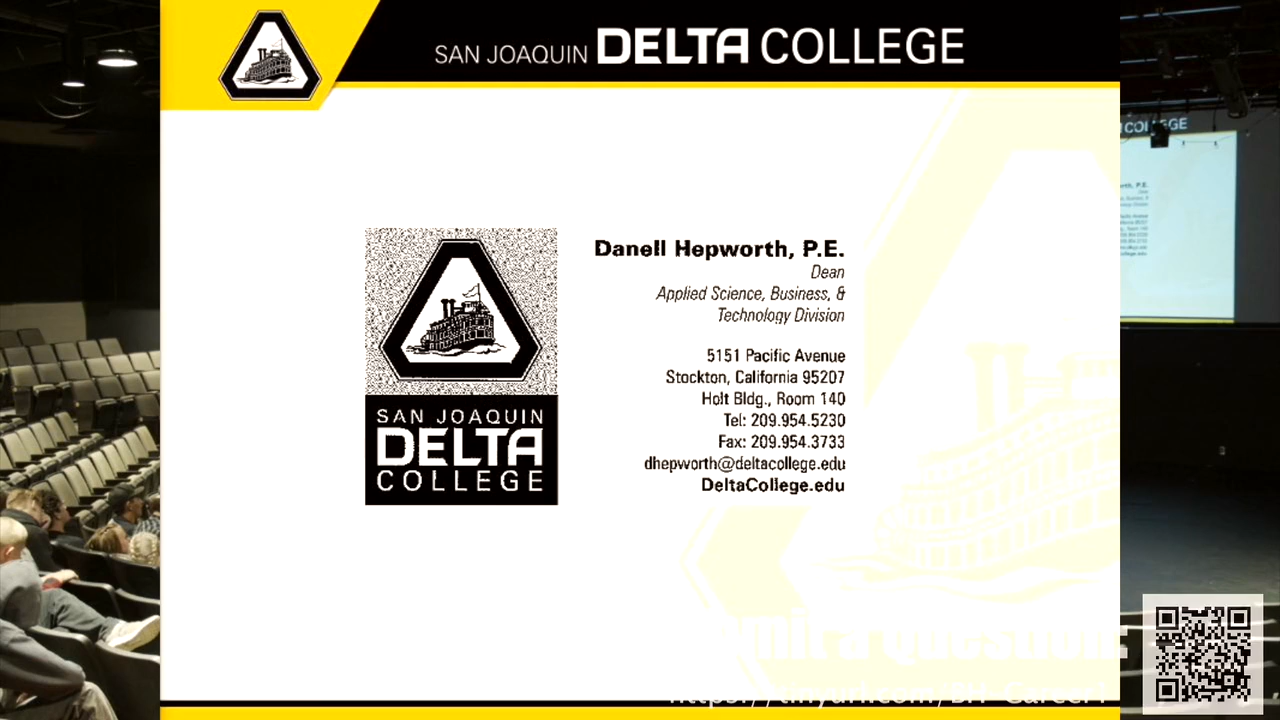 SAN JOAQUIN DELTA COLLEGE
Danell Hepworth, P.E.
Dean
Applied Science, Business, &
Technology Division
5151 Pacific Avenue
Stockton, California 95207
Holt Bldg., Room 140
Tel: 209.954.5230
Fax: 209.954.3733
dhepworth@deltacollege.edu
DeltaCollege.edu
SAN JOAQUIN
DELTA
COLLEGE
a question:
COLLEGE